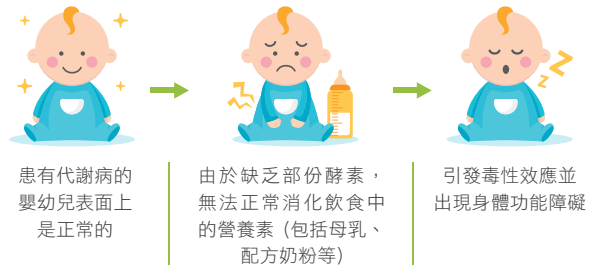 患有代謝病的
嬰幼兒表面上
是正常的
由於缺乏部份酵素，
無法正常消化飲食中
的營養素 (包括母乳、
配方奶粉等)
引發毒性效應並
出現身體功能障礙